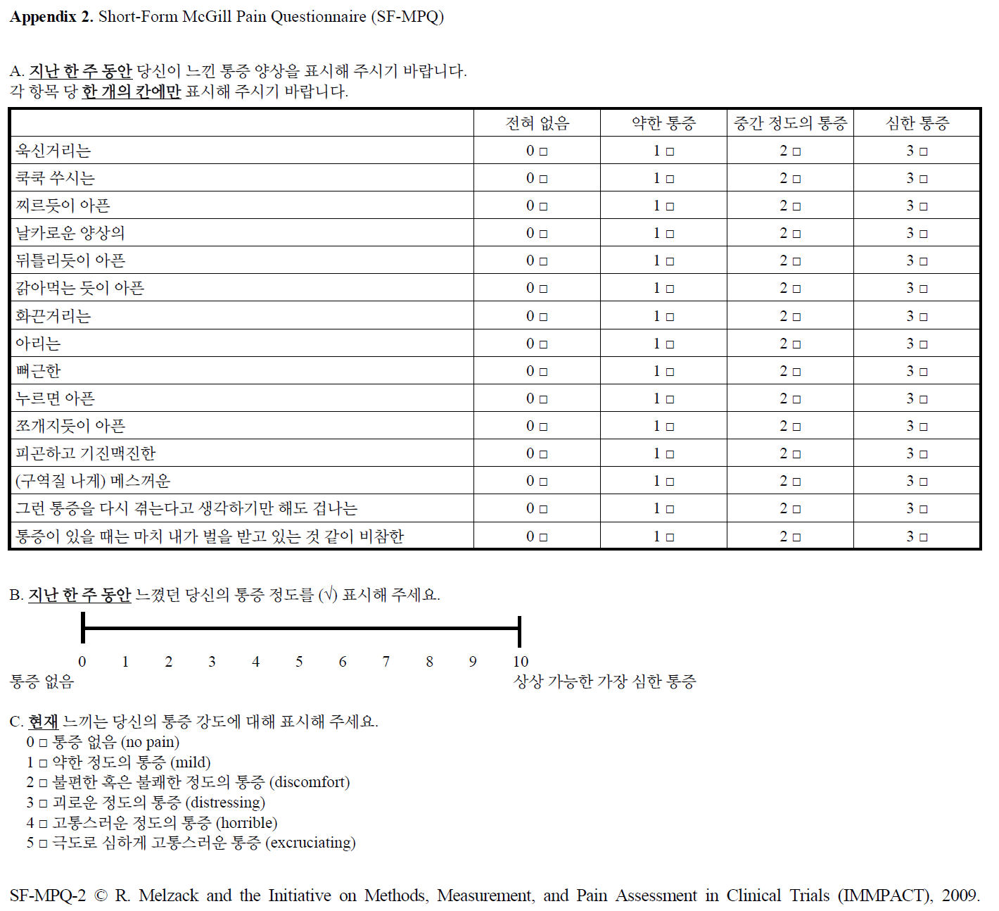 Appendix 2. Short-Form McGill Pain Questionnaire (SF-MPQ)
A. 지난 한 주 동안 당신이 느낀 통증 양상을 표시해 주시기 바랍니다.
각 항목 당 한 개의 칸에만 표시해 주시기 바랍니다.
전혀 없음 약한 통증 중간 정도의 통증 심한 통증
욱신거리는 0 □ 1 □ 2 □ 3 □
쿡쿡 쑤시는 0 □ 1 □ 2 □ 3 □
찌르듯이 아픈 0 □ 1 □ 2 □ 3 □
날카로운 양상의 0 □ 1 □ 2 □ 3 □
뒤틀리듯이 아픈 0 □ 1 □ 2 □ 3 □
갉아먹는 듯이 아픈 0 □ 1 □ 2 □ 3 □
화끈거리는 0 □ 1 □ 2 □ 3 □
아리는 0 □ 1 □ 2 □ 3 □
뻐근한 0 □ 1 □ 2 □ 3 □
누르면 아픈 0 □ 1 □ 2 □ 3 □
쪼개지듯이 아픈 0 □ 1 □ 2 □ 3 □
피곤하고 기진맥진한 0 □ 1 □ 2 □ 3 □
(구역질 나게) 메스꺼운 0 □ 1 □ 2 □ 3 □
그런 통증을 다시 겪는다고 생각하기만 해도 겁나는 0 □ 1 □ 2 □ 3 □
통증이 있을 때는 마치 내가 벌을 받고 있는 것 같이 비참한 0 □ 1 □ 2 □ 3 □
B. 지난 한 주 동안 느꼈던 당신의 통증 정도를 (√) 표시해 주세요.
0 1 2 3 4 5 6 7 8 9 10
통증 없음 상상 가능한 가장 심한 통증
C. 현재 느끼는 당신의 통증 강도에 대해 표시해 주세요.
0 □ 통증 없음 (no pain)
1 □ 약한 정도의 통증 (mild)
2 □ 불편한 혹은 불쾌한 정도의 통증 (discomfort)
3 □ 괴로운 정도의 통증 (distressing)
4 □ 고통스러운 정도의 통증 (horrible)
5 □ 극도로 심하게 고통스러운 통증 (excruciating)
SF-MPQ-2 © R. Melzack and the Initiative on Methods, Measurement, and Pain Assessment in Clinical Trials (IMMPACT), 2009.